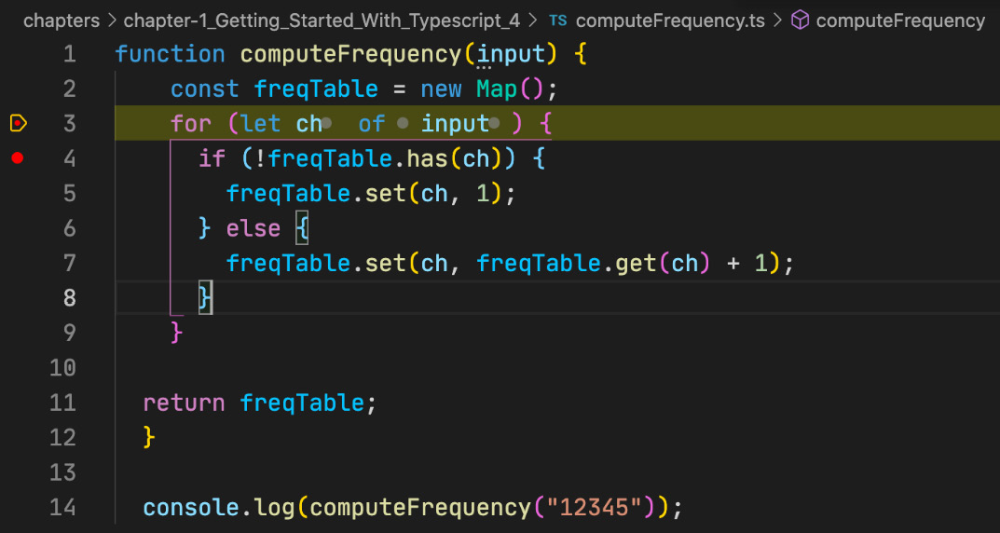 chapters > chapter-1_Getting_Started_With_Typescript_4 > TS computeFrequency.ts > computeFrequency
1 function computeFrequency(input) {
2 const freqTable = new Map();
3 for (let ch of input ) {
4 if (!freqTable.has(ch)) {
5 freqTable.set(ch, 1);
6 } else {
7 freqTable.set(ch, freqTable.get(ch) + 1);
8 }
9 }
10
11 return freqTable;
12 }
13
14 console.log(computeFrequency("12345"));